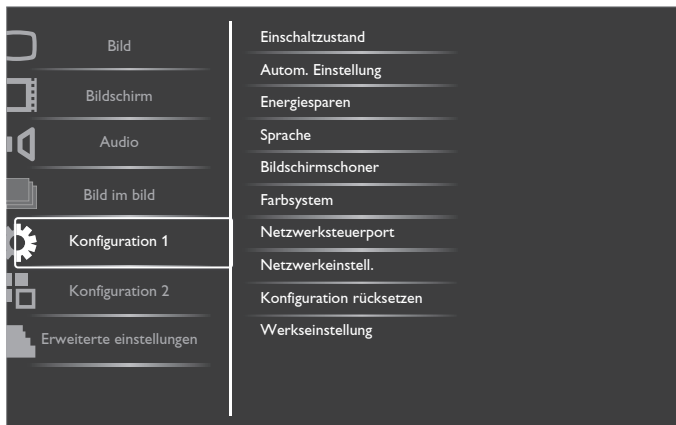 Bild
Bildschirm
Audio
Bild im bild
Konfiguration 1
Konfiguration 2
Erweiterte einstellungen
Einschaltzustand
Autom. Einstellung
Energiesparen
Sprache
Bildschirmschoner
Farbsystem
Netzwerksteuerport
Netzwerkeinstell.
Konfiguration rücksetzen
Werkseinstellung